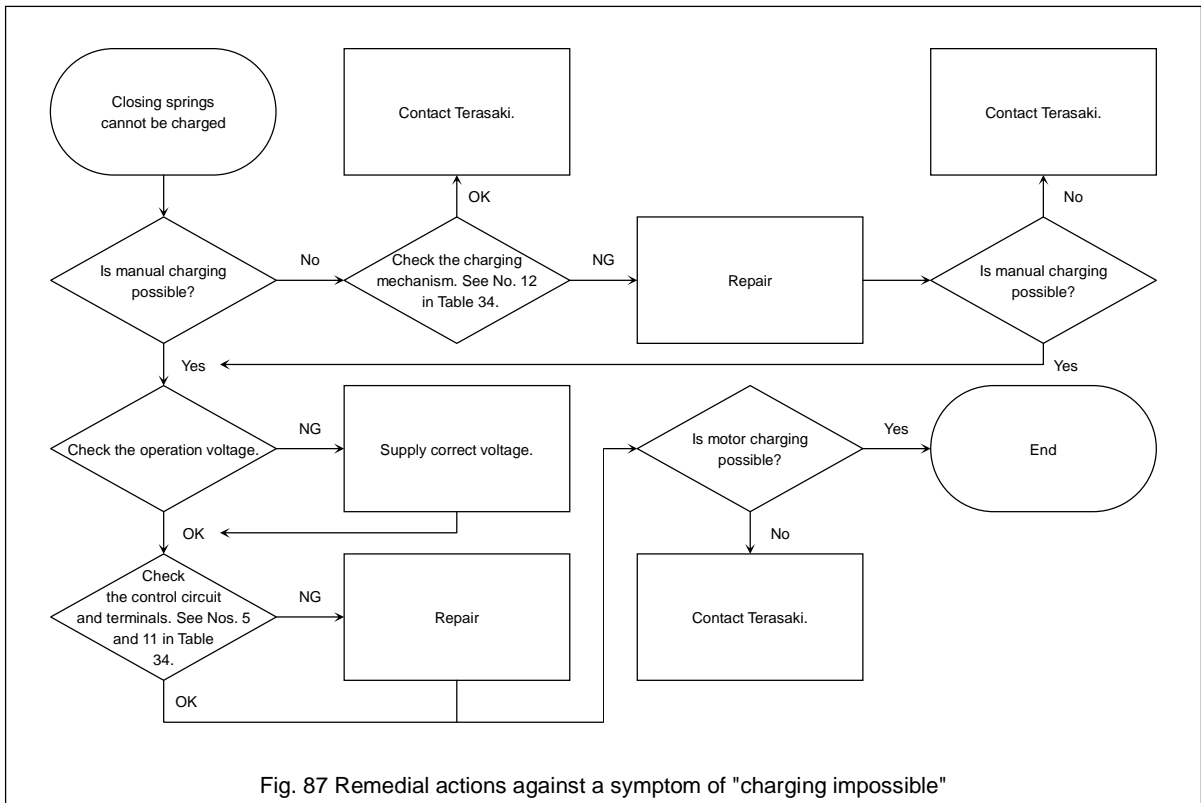 Closing springs
cannot be charged
Contact Terasaki.
Contact Terasaki.
OK
No
Is manual charging
possible?
No
Check the charging
mechanism. See No. 12
in Table 34.
NG
Repair
Is manual charging
possible?
Yes
Yes
Check the operation voltage.
NG
Supply correct voltage.
Is motor charging
possible?
Yes
End
OK
No
Check
the control circuit
and terminals. See Nos. 5
and 11 in Table
34.
NG
Repair
Contact Terasaki.
OK
Fig. 87 Remedial actions against a symptom of "charging impossible"